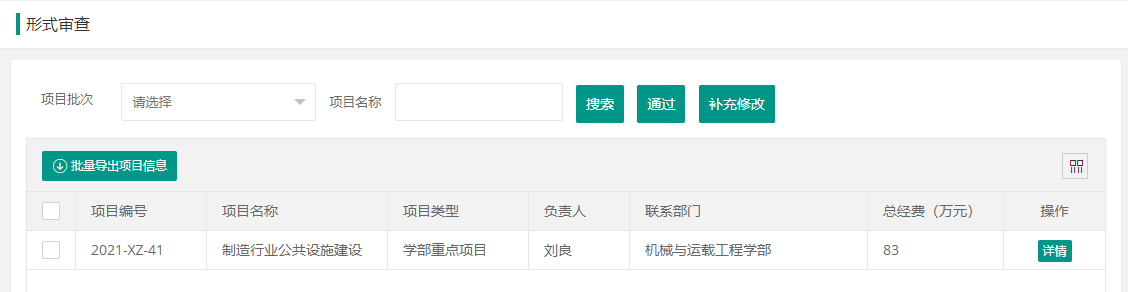 形式审查
项目批次 请选择 项目名称 搜索 通过 补充修改
批量导出项目信息
项目编号 项目名称 项目类型 负责人 联系部门 总经费（万元） 操作
2021-XZ-41 制造行业公共设施建设 学部重点项目 刘良 机械与运载工程学部 83 详情